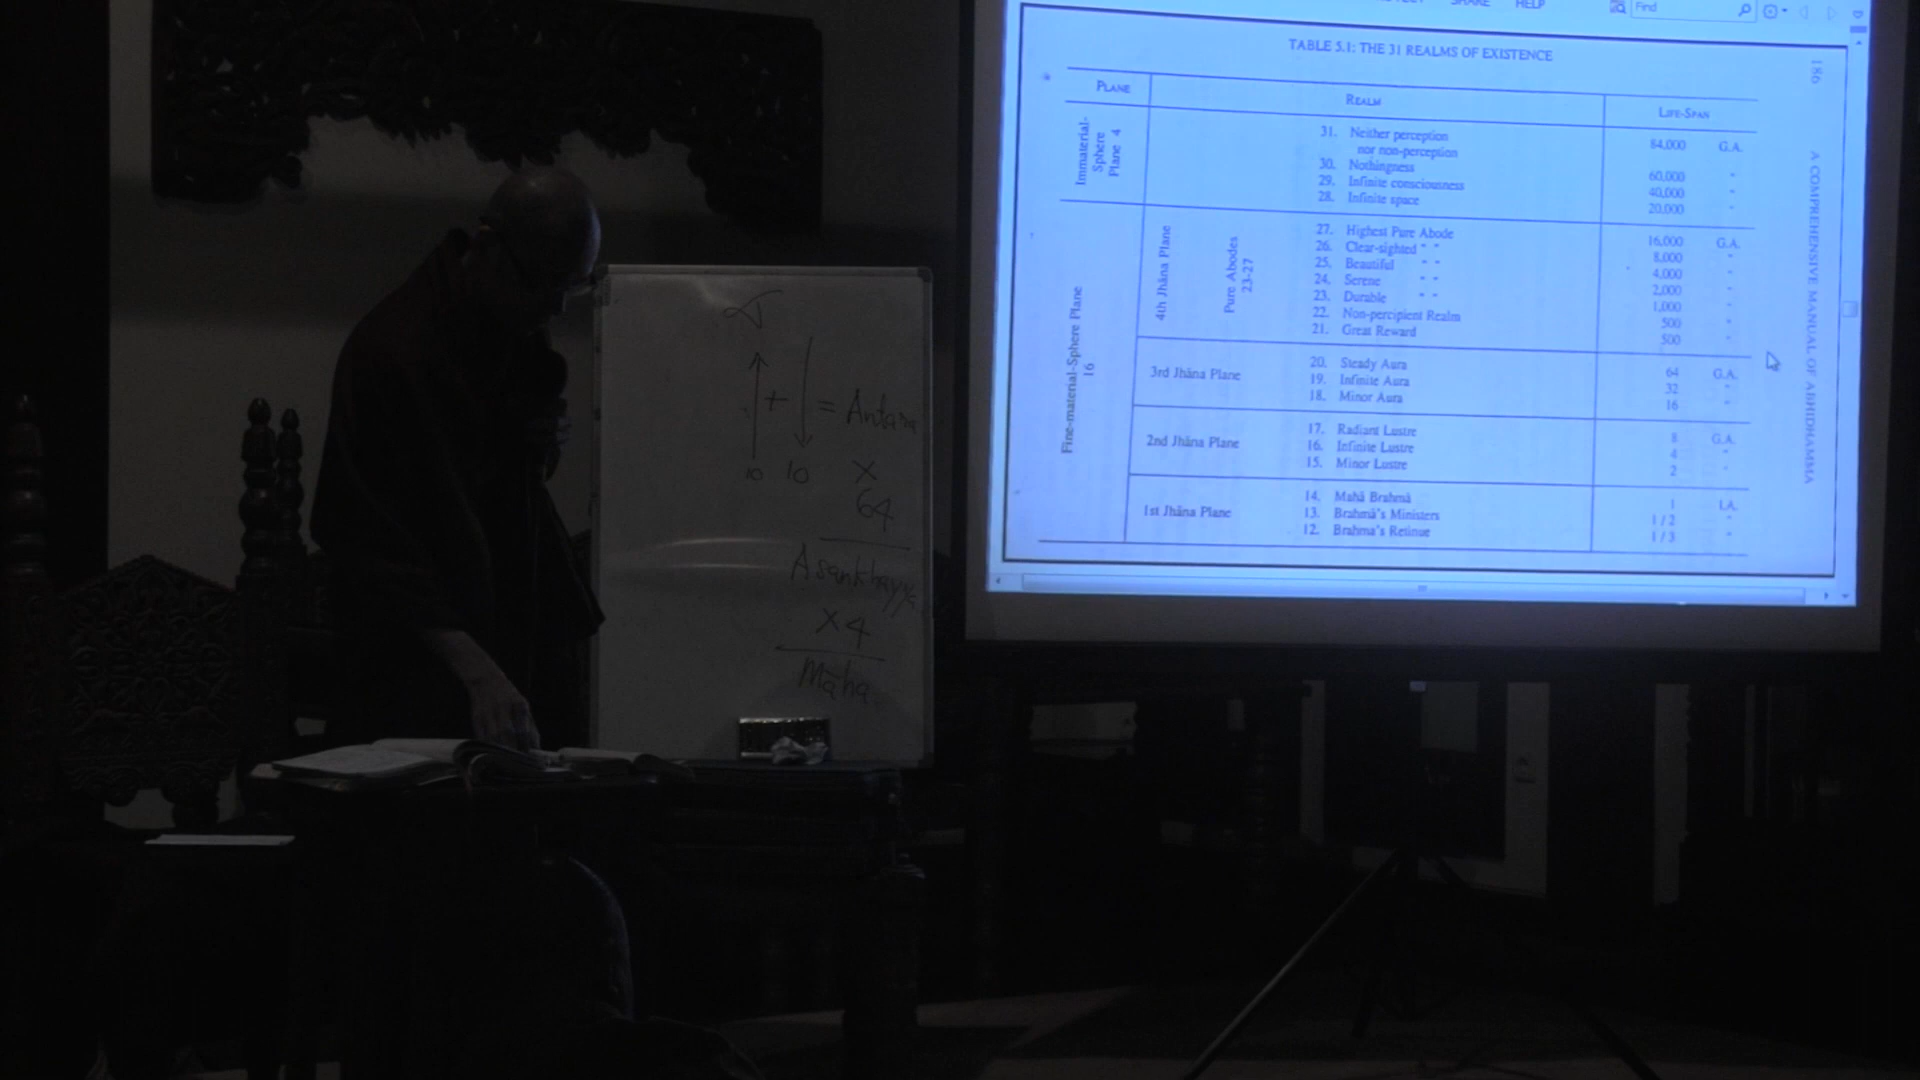 SHARE HELP
Find
TABLE 5.1: THE 31 REALMS OF EXISTENCE
186
A COMPREHENSIVE MANUAL OF ABHIDHAMMA
PLANE REALM LIFE-SPAN
Immaterial-Sphere Plane 4
31. Neither perception nor non-perception 84,000 G.A.
30. Nothingness 60,000 "
29. Infinite consciousness 40,000 "
28. Infinite space 20,000 "
Fine-material-Sphere Plane 16
4th Jhāna Plane
Pure Abodes 23-27
27. Highest Pure Abode 16,000 G.A.
26. Clear-sighted " " 8,000 "
25. Beautiful " " 4,000 "
24. Serene " " 2,000 "
23. Durable " " 1,000 "
22. Non-percipient Realm 500 "
21. Great Reward 500 "
3rd Jhāna Plane
20. Steady Aura 64 G.A.
19. Infinite Aura 32 "
18. Minor Aura 16 "
2nd Jhāna Plane
17. Radiant Lustre 8 G.A.
16. Infinite Lustre 4 "
15. Minor Lustre 2 "
1st Jhāna Plane
14. Mahā Brahmā 1 I.A.
13. Brahmā's Ministers 1/2 "
12. Brahma's Retinue 1/3 "
+ = Antara
10 10 X
64
Asankhayya
X4
Maha